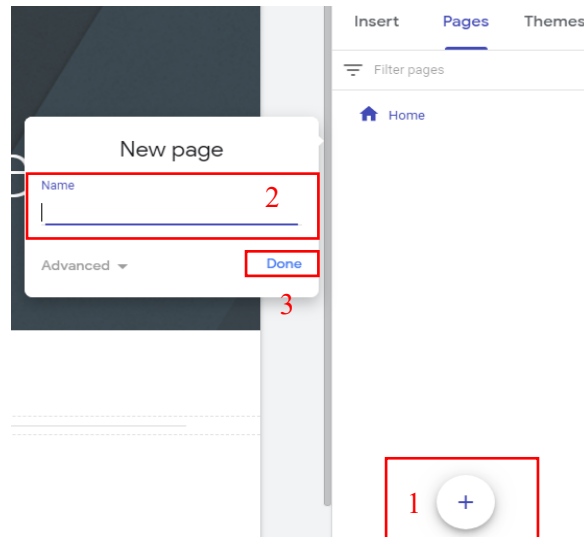 Insert Pages Themes
Filter pages
Home
New page
Name
2
Advanced
Done
3
1
+